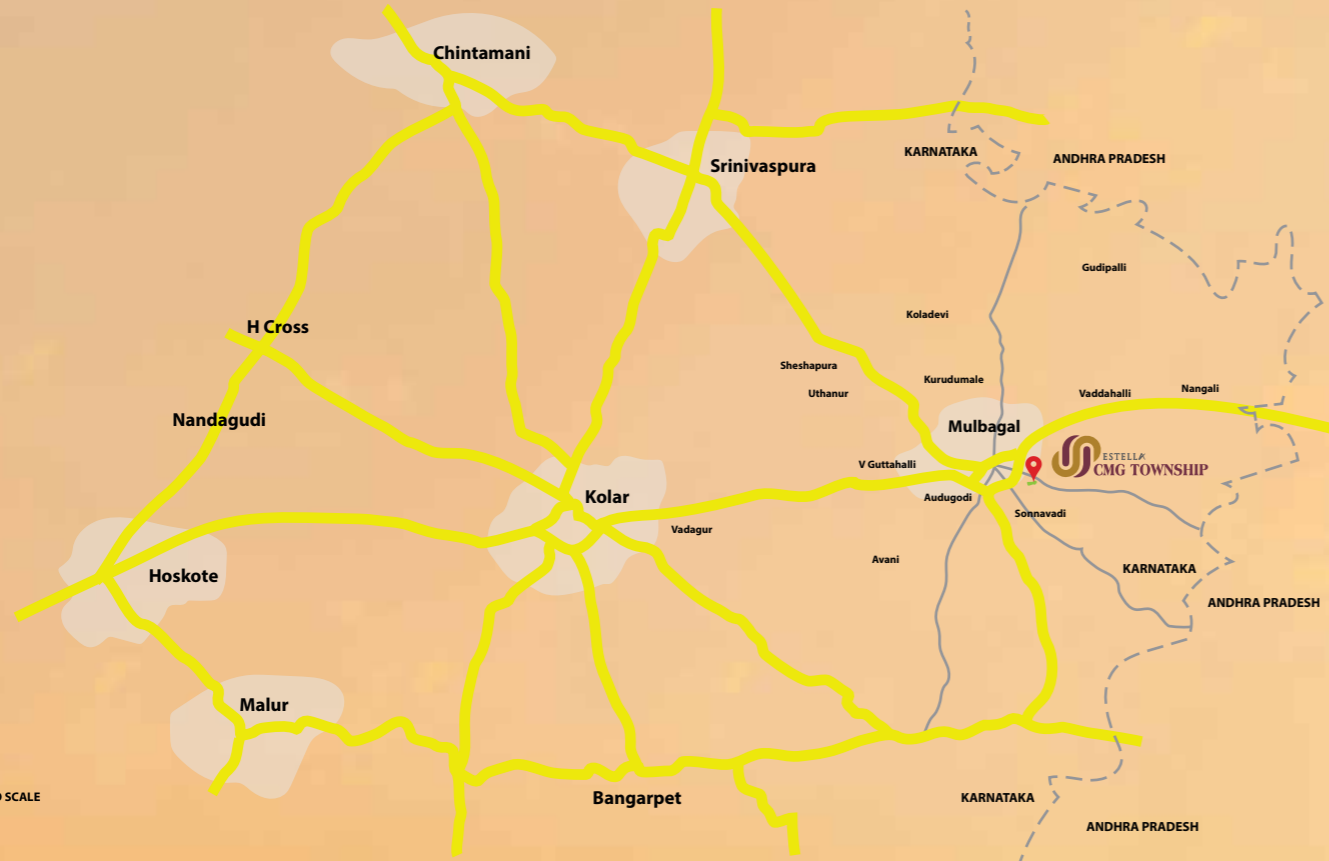 Chintamani
Srinivaspura
KARNATAKA
ANDHRA PRADESH
Gudipalli
Koladevi
H Cross
Sheshapura
Kurudumale
Uthanur
Vaddahalli
Nangali
Nandagudi
Mulbagal
ESTELLA
CMG TOWNSHIP
V Guttahalli
Kolar
Audugodi
Sonnavadi
Vadagur
Avani
Hoskote
KARNATAKA
ANDHRA PRADESH
Malur
Bangarpet
SCALE
KARNATAKA
ANDHRA PRADESH